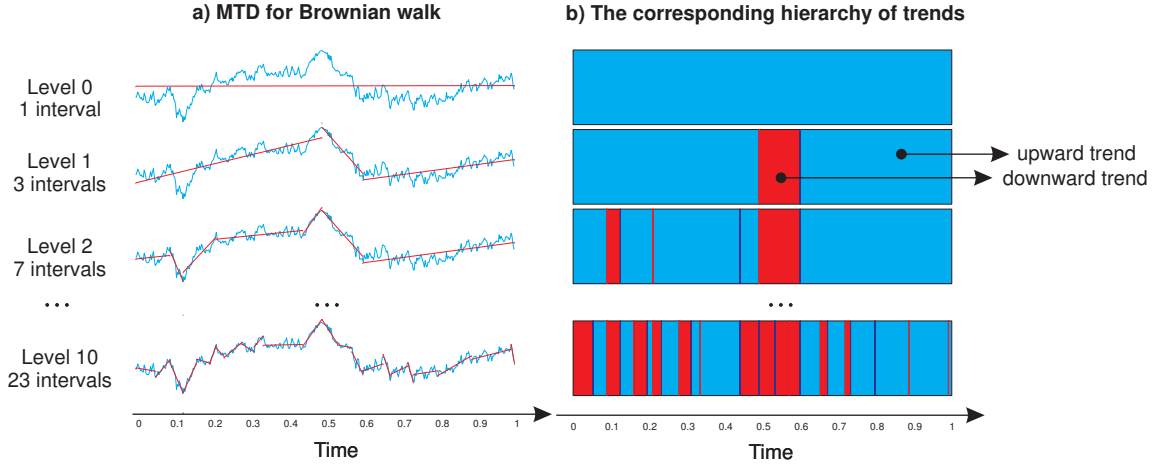 a) MTD for Brownian walk
b) The corresponding hierarchy of trends
Level 0
1 interval
Level 1
3 intervals
upward trend
downward trend
Level 2
7 intervals
...
...
...
Level 10
23 intervals
0 0.1 0.2 0.3 0.4 0.5 0.6 0.7 0.8 0.9 1
0 0.1 0.2 0.3 0.4 0.5 0.6 0.7 0.8 0.9 1
Time
Time